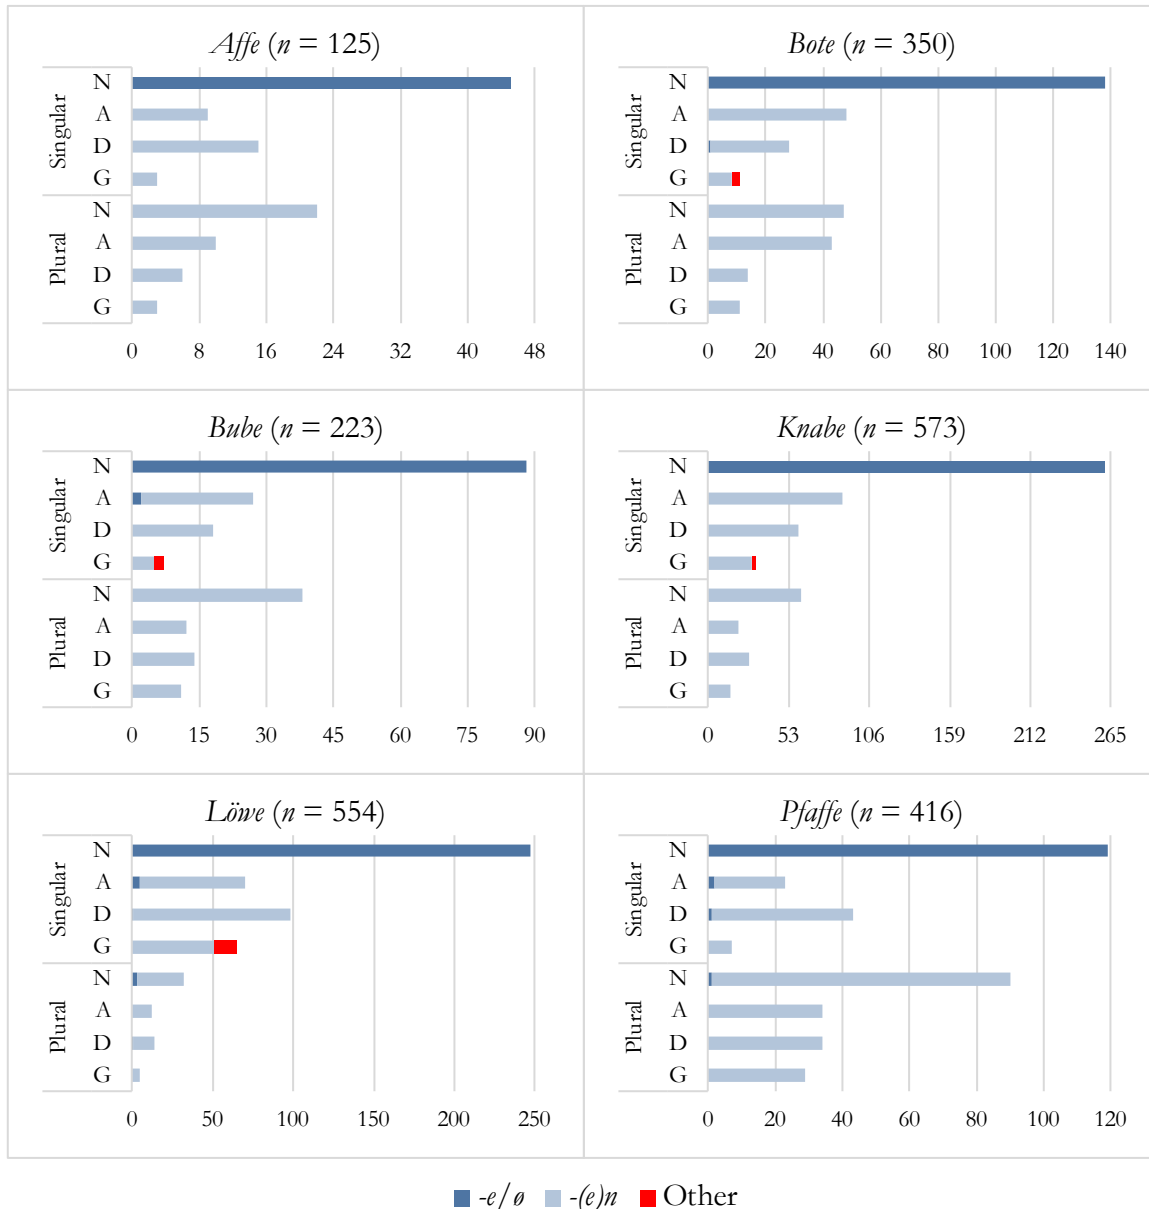 Affe (n = 125)
Singular
N
A
D
G
Plural
N
A
D
G
0 8 16 24 32 40 48
Bote (n = 350)
Singular
N
A
D
G
Plural
N
A
D
G
0 20 40 60 80 100 120 140
Bube (n = 223)
Singular
N
A
D
G
Plural
N
A
D
G
0 15 30 45 60 75 90
Knabe (n = 573)
Singular
N
A
D
G
Plural
N
A
D
G
0 53 106 159 212 265
Löwe (n = 554)
Singular
N
A
D
G
Plural
N
A
D
G
0 50 100 150 200 250
Pfaffe (n = 416)
Singular
N
A
D
G
Plural
N
A
D
G
0 20 40 60 80 100 120
-e/ø -(e)n Other